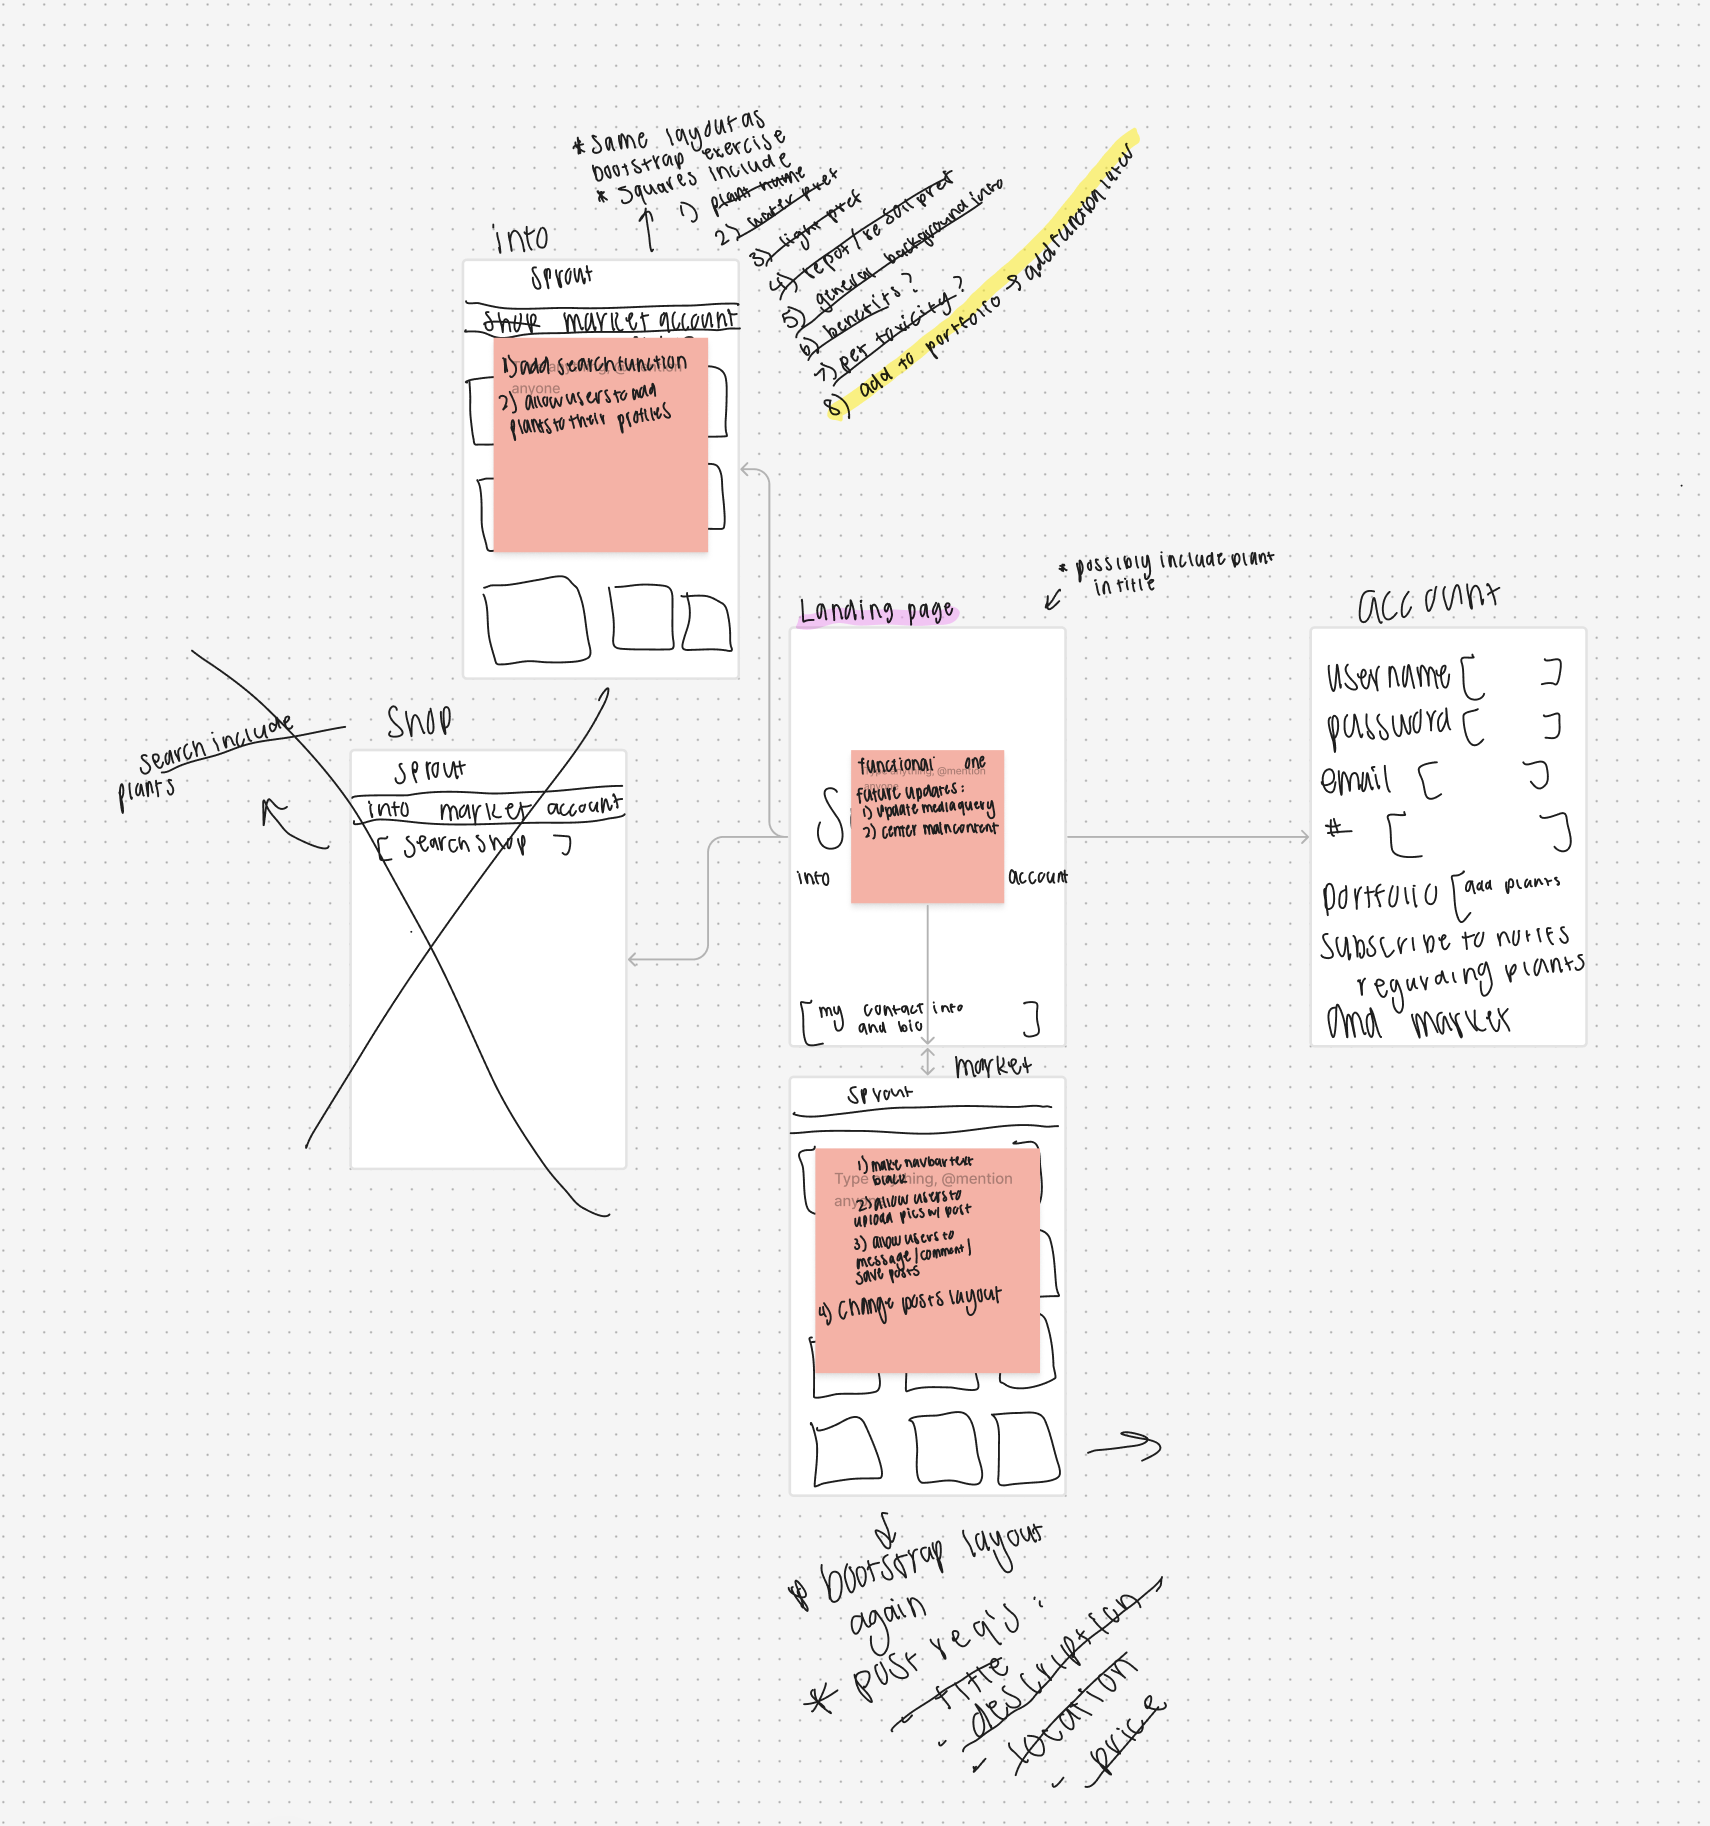 * same layout as
bootstrap exercise
* squares include
1) plant name
2) water pref
3) light pref
4) repot/re soil pref
5) general background info
6) benefits?
7) pet toxicity?
8) add to portfolio → add function later
info
sprout
shop market account
1) add search function
2) allow users to add
plants to their profiles
anyone
shop
search include
plants
sprout
info market account
[ search shop ]
* possibly include plant
in title
Landing page
functional one
Type anything, @mention
future updates:
1) update media query
2) center main content
S
info
account
[my contact info
and bio ]
account
username [ ]
password [ ]
email [ ]
# [ ]
portfolio [add plants
subscribe to notifs
regarding plants
and market
market
sprout
1) make navbar text
black
Type anything, @mention
2) allow users to
upload pics w/ post
3) allow users to
message/comment/
save posts
4) change posts layout
* bootstrap layout
again
* post req's:
- title
- description
- location
- price